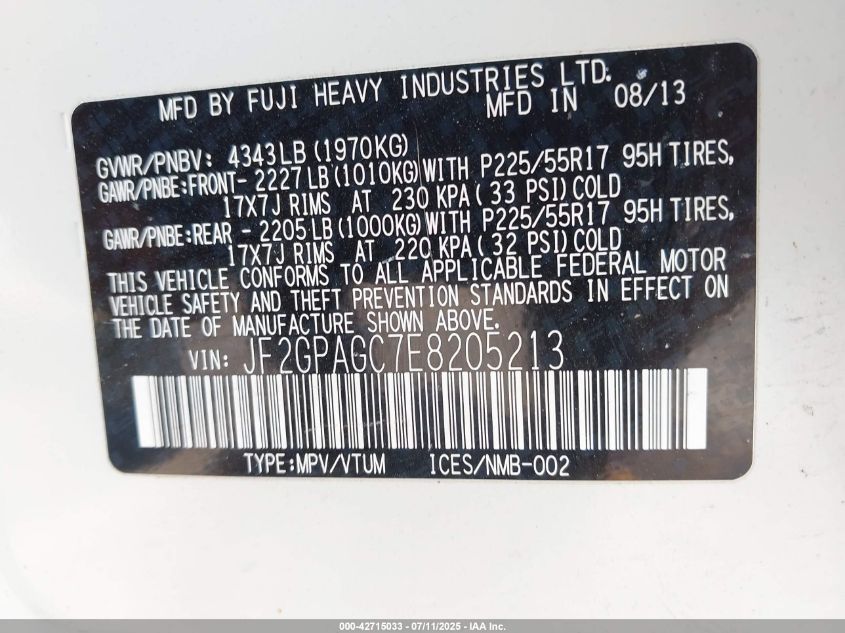 MFD BY FUJI HEAVY INDUSTRIES LTD.
MFD IN 08/13
GVWR/PNBV: 4343LB (1970KG)
GAWR/PNBE:FRONT- 2227 LB (1010KG) WITH P225/55R17 95H TIRES,
17X7J RIMS AT 230 KPA ( 33 PSI) COLD
GAWR/PNBE:REAR - 2205 LB (1000KG) WITH P225/55R17 95H TIRES,
17X7J RIMS AT 220 KPA ( 32 PSI) COLD
THIS VEHICLE CONFORMS TO ALL APPLICABLE FEDERAL MOTOR
VEHICLE SAFETY AND THEFT PREVENTION STANDARDS IN EFFECT ON
THE DATE OF MANUFACTURE SHOWN ABOVE.
VIN: JF2GPAGC7E8205213
TYPE:MPV/VTUM ICES/NMB-002
000-42715033 - 07/11/2025 - IAA Inc.